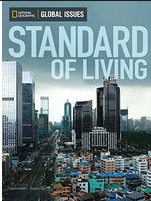 NATIONAL GEOGRAPHIC GLOBAL ISSUES
STANDARD
OF LIVING